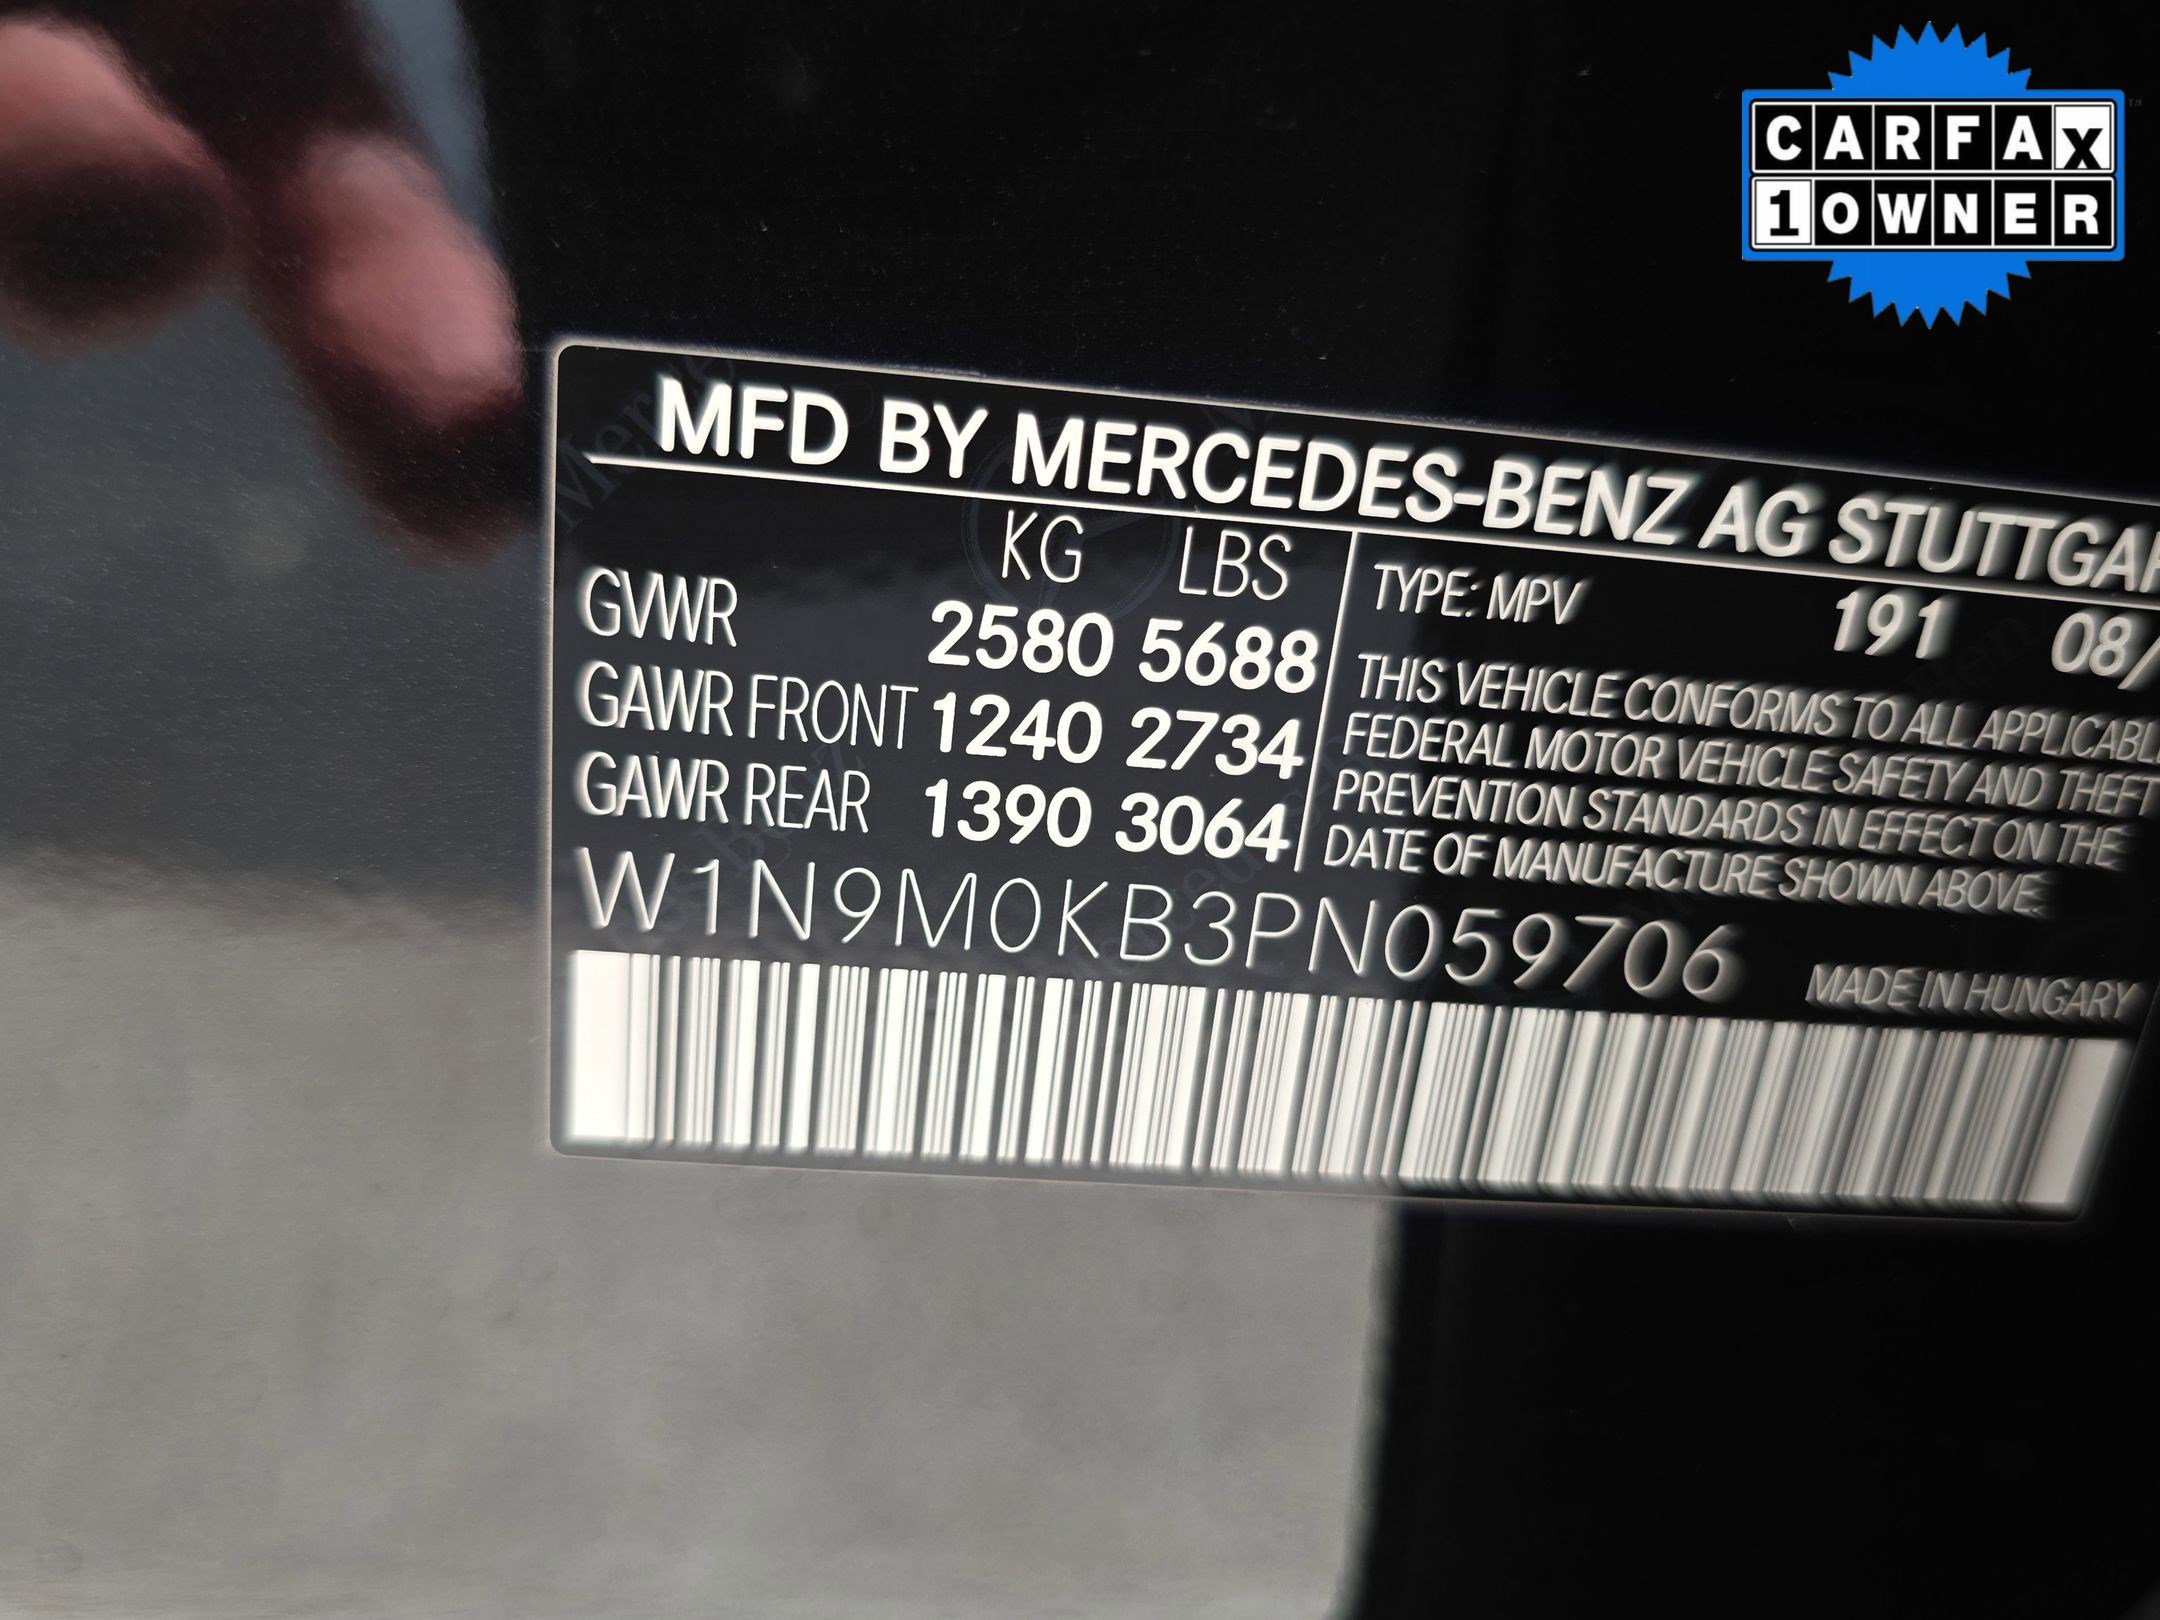 CARFAX
1OWNER
MFD BY MERCEDES-BENZ AG
KG LBS
TYPE: MPV 191 08/
GVWR 2580 5688
GAWR FRONT 1240 2734
GAWR REAR 1390 3064
THIS VEHICLE CONFORMS TO ALL
FEDERAL MOTOR VEHICLE SAFETY AND THEFT
PREVENTION STANDARDS IN EFFECT ON THE
DATE OF MANUFACTURE SHOWN ABOVE.
W1N9M0KB3PN059706
MADE IN HUNGARY